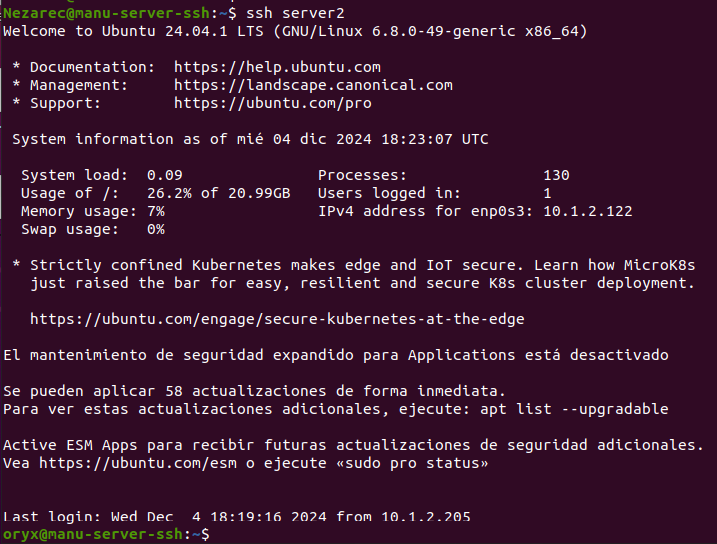 Nezarec@manu-server-ssh:~$ ssh server2
Welcome to Ubuntu 24.04.1 LTS (GNU/Linux 6.8.0-49-generic x86_64)
* Documentation:  https://help.ubuntu.com
* Management:     https://landscape.canonical.com
* Support:        https://ubuntu.com/pro
System information as of mié 04 dic 2024 18:23:07 UTC
System load:  0.09               Processes:               130
Usage of /:   26.2% of 20.99GB   Users logged in:         1
Memory usage: 7%                 IPv4 address for enp0s3: 10.1.2.122
Swap usage:   0%
* Strictly confined Kubernetes makes edge and IoT secure. Learn how MicroK8s
just raised the bar for easy, resilient and secure K8s cluster deployment.
https://ubuntu.com/engage/secure-kubernetes-at-the-edge
El mantenimiento de seguridad expandido para Applications está desactivado
Se pueden aplicar 58 actualizaciones de forma inmediata.
Para ver estas actualizaciones adicionales, ejecute: apt list --upgradable
Active ESM Apps para recibir futuras actualizaciones de seguridad adicionales.
Vea https://ubuntu.com/esm o ejecute «sudo pro status»
Last login: Wed Dec  4 18:19:16 2024 from 10.1.2.205
oryx@manu-server-ssh:~$